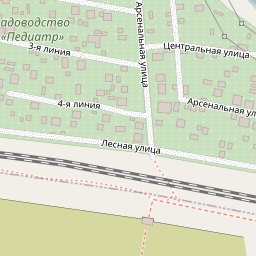 адоводство
«Педиатр»
Арсенальная улица
Центральная улица
3-я линия
4-я линия
Арсенальная ул
Лесная улица